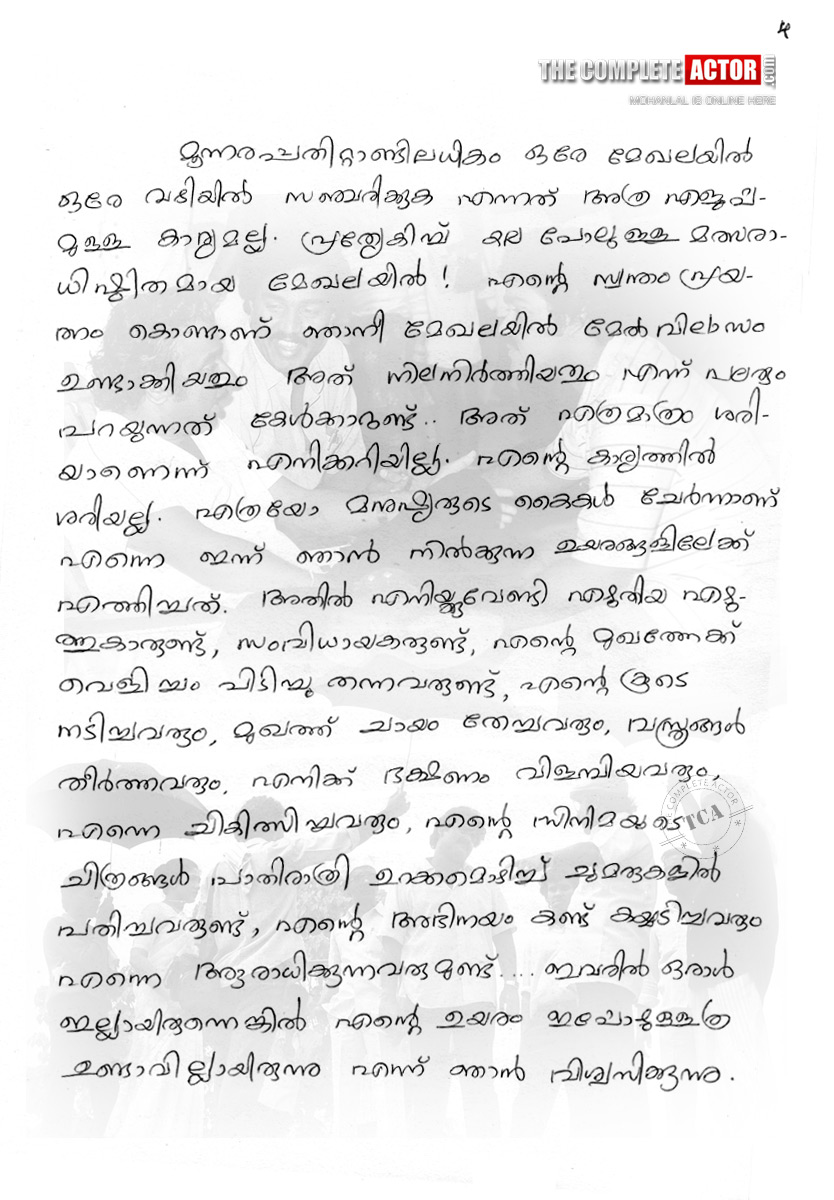 5
THE COMPLETE ACTOR .com
MOHANLAL IS ONLINE HERE
മൂന്നരപ്പതിറ്റാണ്ടിലധികം ഒരേ മേഖലയിൽ
ഒരേ വഴിയിൽ സഞ്ചരിക്കുക എന്നത് അത്ര എളുപ്പ-
മുള്ള കാര്യമല്ല. പ്രത്യേകിച്ച് കല പോലുള്ള മത്സരാ-
ധിഷ്ഠിതമായ മേഖലയിൽ! എന്റെ സ്വന്തം പ്രയ-
ത്നം കൊണ്ടാണ് ഞാനീ മേഖലയിൽ മേൽവിലാസം
ഉണ്ടാക്കിയതും അത് നിലനിർത്തിയതും എന്ന് പലരും
പറയുന്നത് കേൾക്കാറുണ്ട്.. അത് എത്രമാത്രം ശരി-
യാണെന്ന് എനിക്കറിയില്ല. എന്റെ കാര്യത്തിൽ
ശരിയല്ല. എത്രയോ മനുഷ്യരുടെ കൈകൾ ചേർന്നാണ്
എന്നെ ഇന്ന് ഞാൻ നിൽക്കുന്ന ഉയരങ്ങളിലേക്ക്
എത്തിച്ചത്. അതിൽ എനിയ്ക്കുവേണ്ടി എഴുതിയ എഴു-
ത്തുകാരുണ്ട്, സംവിധായകരുണ്ട്, എന്റെ മുഖത്തേക്ക്
വെളിച്ചം പിടിച്ചു തന്നവരുണ്ട്, എന്റെ കൂടെ
നടിച്ചവരും, മുഖത്ത് ചായം തേച്ചവരും, വസ്ത്രങ്ങൾ
തീർത്തവരും, എനിക്ക് ഭക്ഷണം വിളമ്പിയവരും,
എന്നെ ചികിത്സിച്ചവരും, എന്റെ സിനിമയുടെ
ചിത്രങ്ങൾ പാതിരാത്രി ഉറക്കമൊഴിച്ച് ചുമരുകളിൽ
പതിച്ചവരുണ്ട്, എന്റെ അഭിനയം കണ്ട് കയ്യടിച്ചവരും
എന്നെ ആരാധിക്കുന്നവരുമുണ്ട്.... ഇവരിൽ ഒരാൾ
ഇല്ലായിരുന്നെങ്കിൽ എന്റെ ഉയരം ഇപ്പോഴുള്ളത്ര
ഉണ്ടാവില്ലായിരുന്നു എന്ന് ഞാൻ വിശ്വസിക്കുന്നു.
COMPLETE ACTOR
TCA